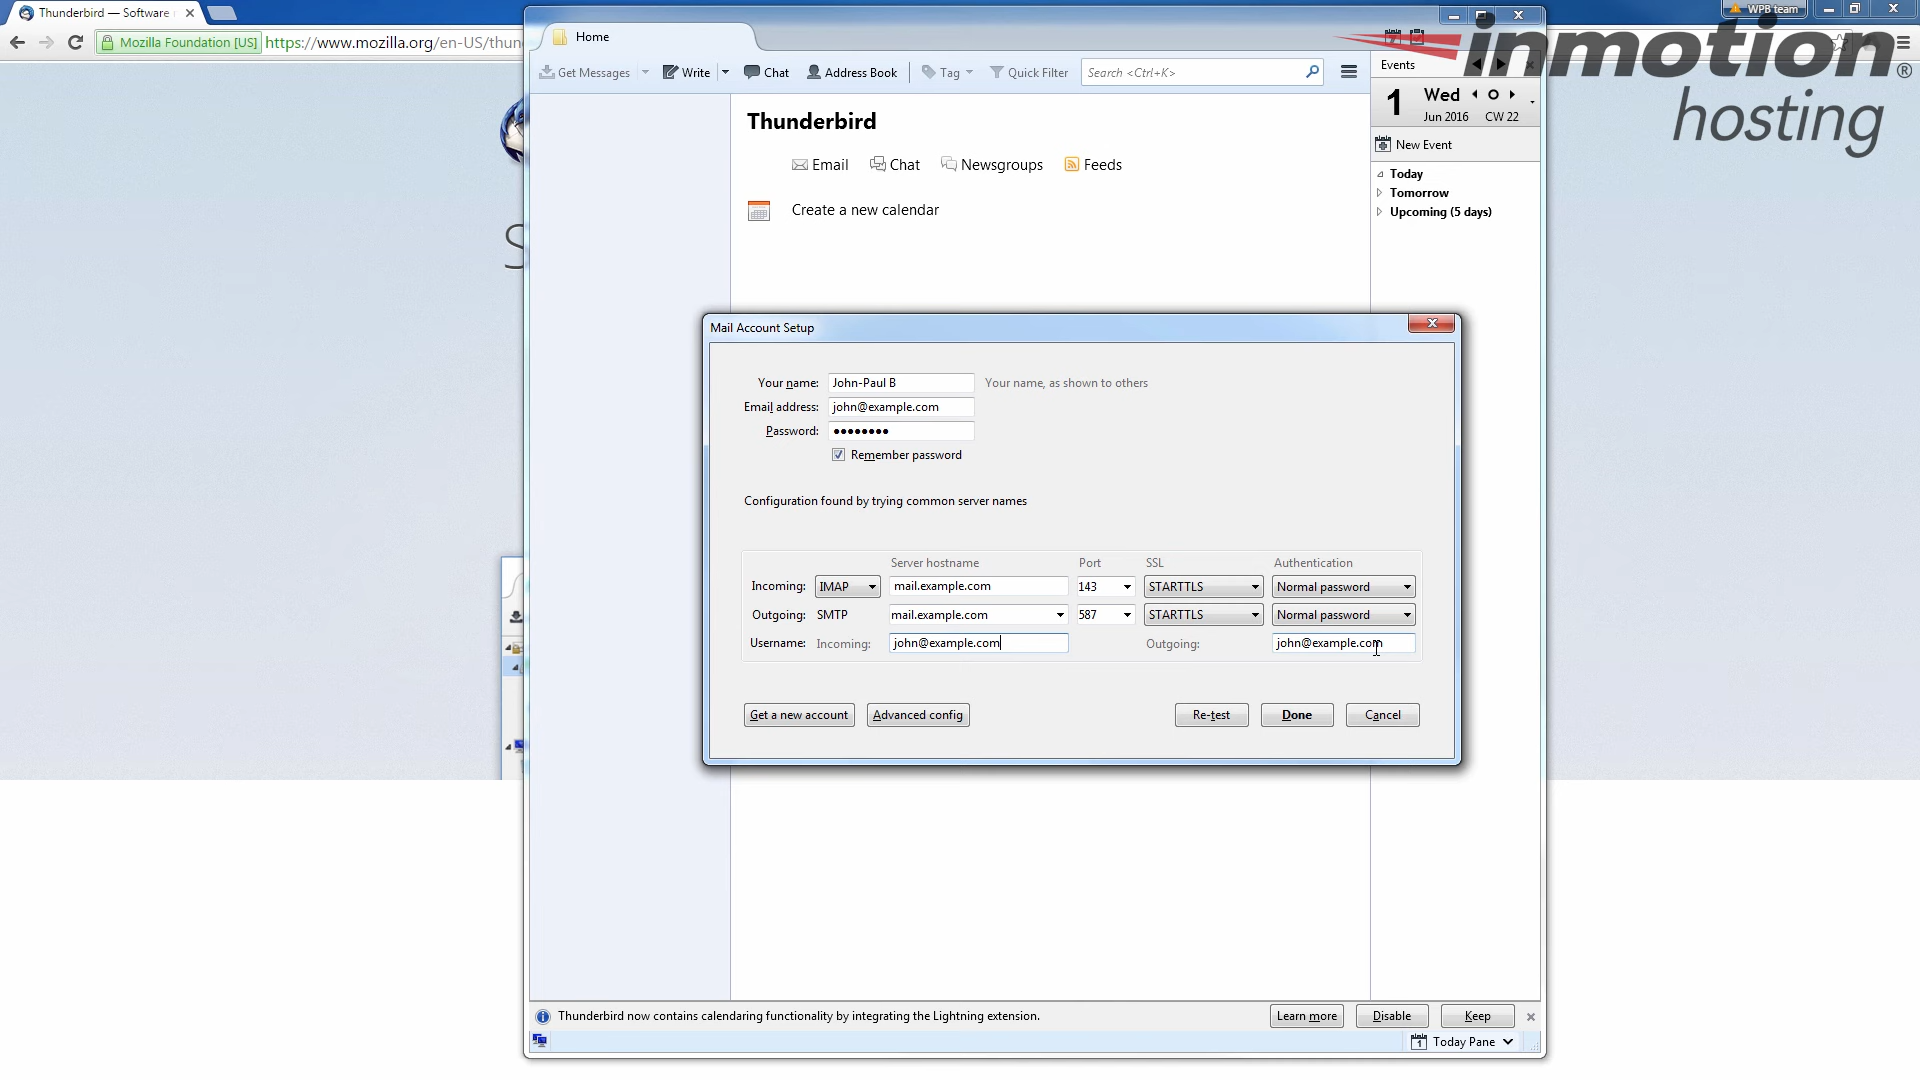 Thunderbird — Software
WPB team
Mozilla Foundation [US]
https://www.mozilla.org/en-US/thun
Home
inmotion®
hosting
Get Messages
Write
Chat
Address Book
Tag
Quick Filter
Search <Ctrl+K>
Events
1
Wed
Jun 2016
CW 22
New Event
Today
Tomorrow
Upcoming (5 days)
Thunderbird
Email
Chat
Newsgroups
Feeds
Create a new calendar
Mail Account Setup
Your name:
John-Paul B
Your name, as shown to others
Email address:
john@example.com
Password:
Remember password
Configuration found by trying common server names
Server hostname
Port
SSL
Authentication
Incoming:
IMAP
mail.example.com
143
STARTTLS
Normal password
Outgoing:
SMTP
mail.example.com
587
STARTTLS
Normal password
Username:
Incoming:
john@example.com
Outgoing:
john@example.com
Get a new account
Advanced config
Re-test
Done
Cancel
Thunderbird now contains calendaring functionality by integrating the Lightning extension.
Learn more
Disable
Keep
1
Today Pane